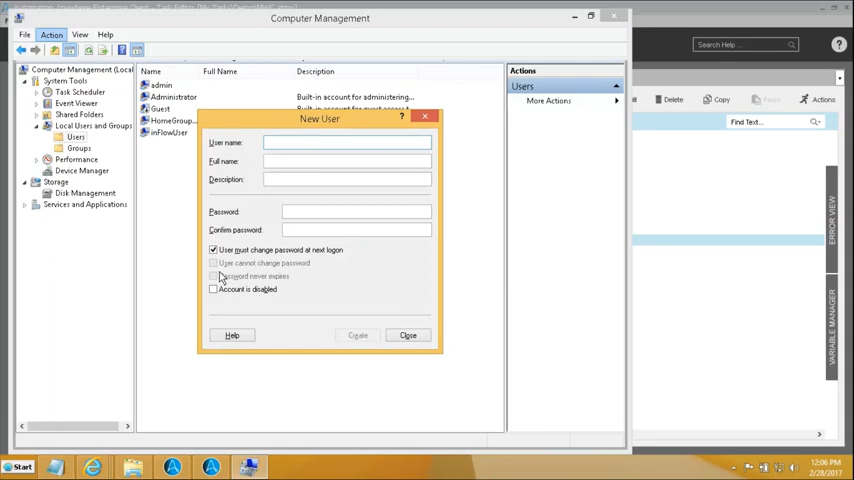 Computer Management
File Action View Help
Search Help...
Computer Management (Local
System Tools
Task Scheduler
Event Viewer
Shared Folders
Local Users and Groups
Users
Groups
Performance
Device Manager
Storage
Disk Management
Services and Applications
Name Full Name Description
admin
Administrator Built-in account for administering...
Guest
HomeGroup...
inFlowUser
Actions
Users
More Actions
New User
User name:
Full name:
Description:
Password:
Confirm password:
User must change password at next logon
User cannot change password
Password never expires
Account is disabled
Help Create Close
Delete Copy Paste Actions
Find Text...
ERROR VIEW
VARIABLE MANAGER
Start
12:06 PM
2/28/2017